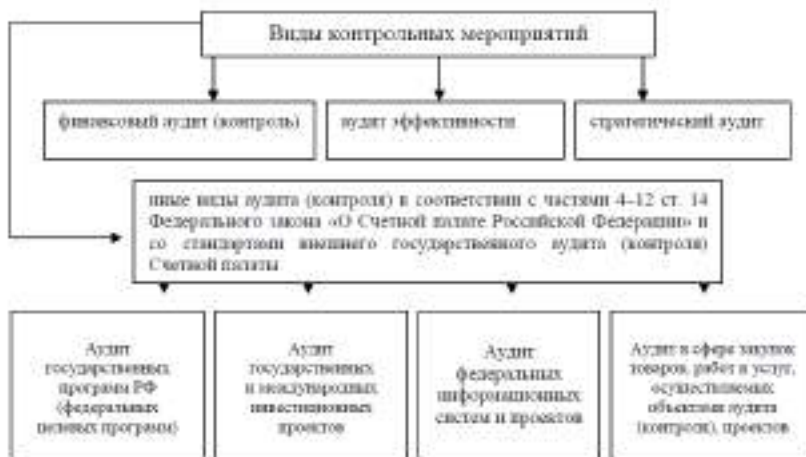 Виды контрольных мероприятий
финансовый аудит (контроль)
аудит эффективности
стратегический аудит
иные виды аудита (контроля) в соответствии с частями 4–12 ст. 14
Федерального закона «О Счетной палате Российской Федерации» и
со стандартами внешнего государственного аудита (контроля)
Счетной палаты
Аудит
государственных
программ РФ
(федеральных
целевых программ)
Аудит
государственных
и международных
инвестиционных
проектов
Аудит
федеральных
информационных
систем и проектов
Аудит в сфере закупок
товаров, работ и услуг,
осуществляемых
объектами аудита
(контроля), проектов